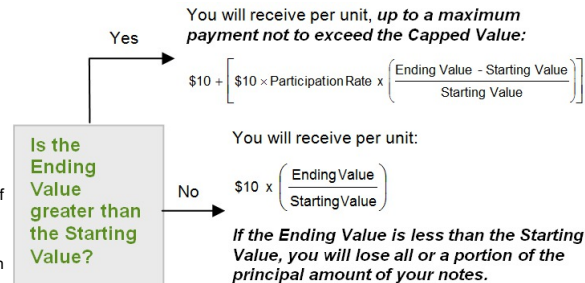 You will receive per unit, up to a maximum
payment not to exceed the Capped Value:
Yes
$10 + [ $10 × Participation Rate x ( Ending Value - Starting Value / Starting Value ) ]
Is the
Ending
Value
greater than
the Starting
Value?
No
You will receive per unit:
$10 x ( Ending Value / Starting Value )
If the Ending Value is less than the Starting
Value, you will lose all or a portion of the
principal amount of your notes.